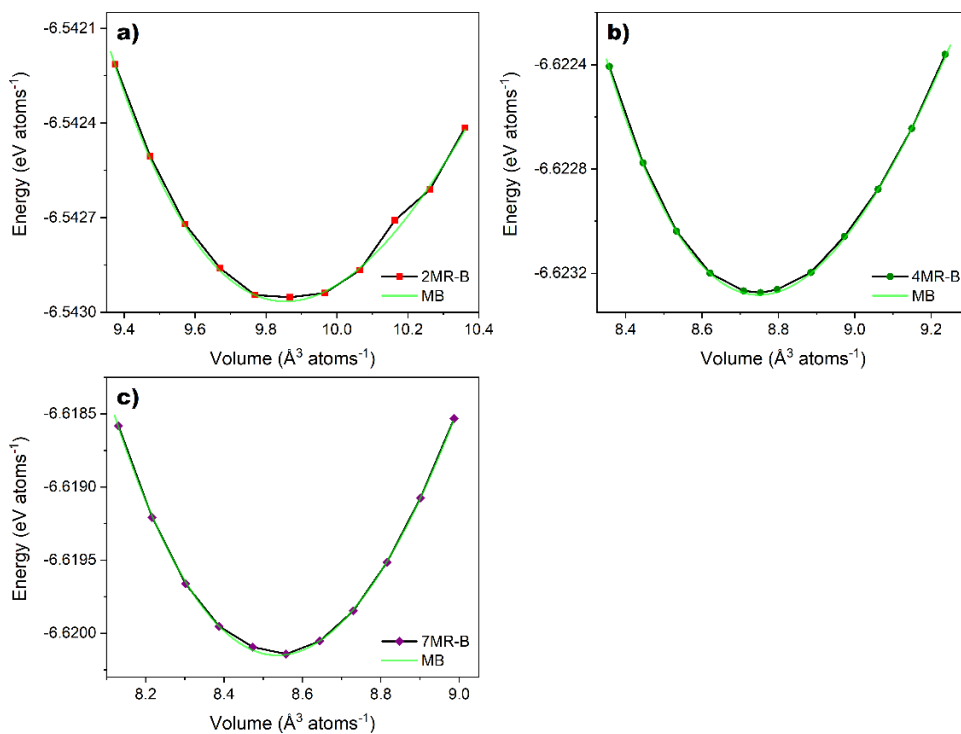 a)
Energy (eV atoms-1)
-6.5421
-6.5424
-6.5427
-6.5430
9.4 9.6 9.8 10.0 10.2 10.4
Volume (Å3 atoms-1)
2MR-B
MB
b)
Energy (eV atoms-1)
-6.6224
-6.6228
-6.6232
8.4 8.6 8.8 9.0 9.2
Volume (Å3 atoms-1)
4MR-B
MB
c)
Energy (eV atoms-1)
-6.6185
-6.6190
-6.6195
-6.6200
8.2 8.4 8.6 8.8 9.0
Volume (Å3 atoms-1)
7MR-B
MB